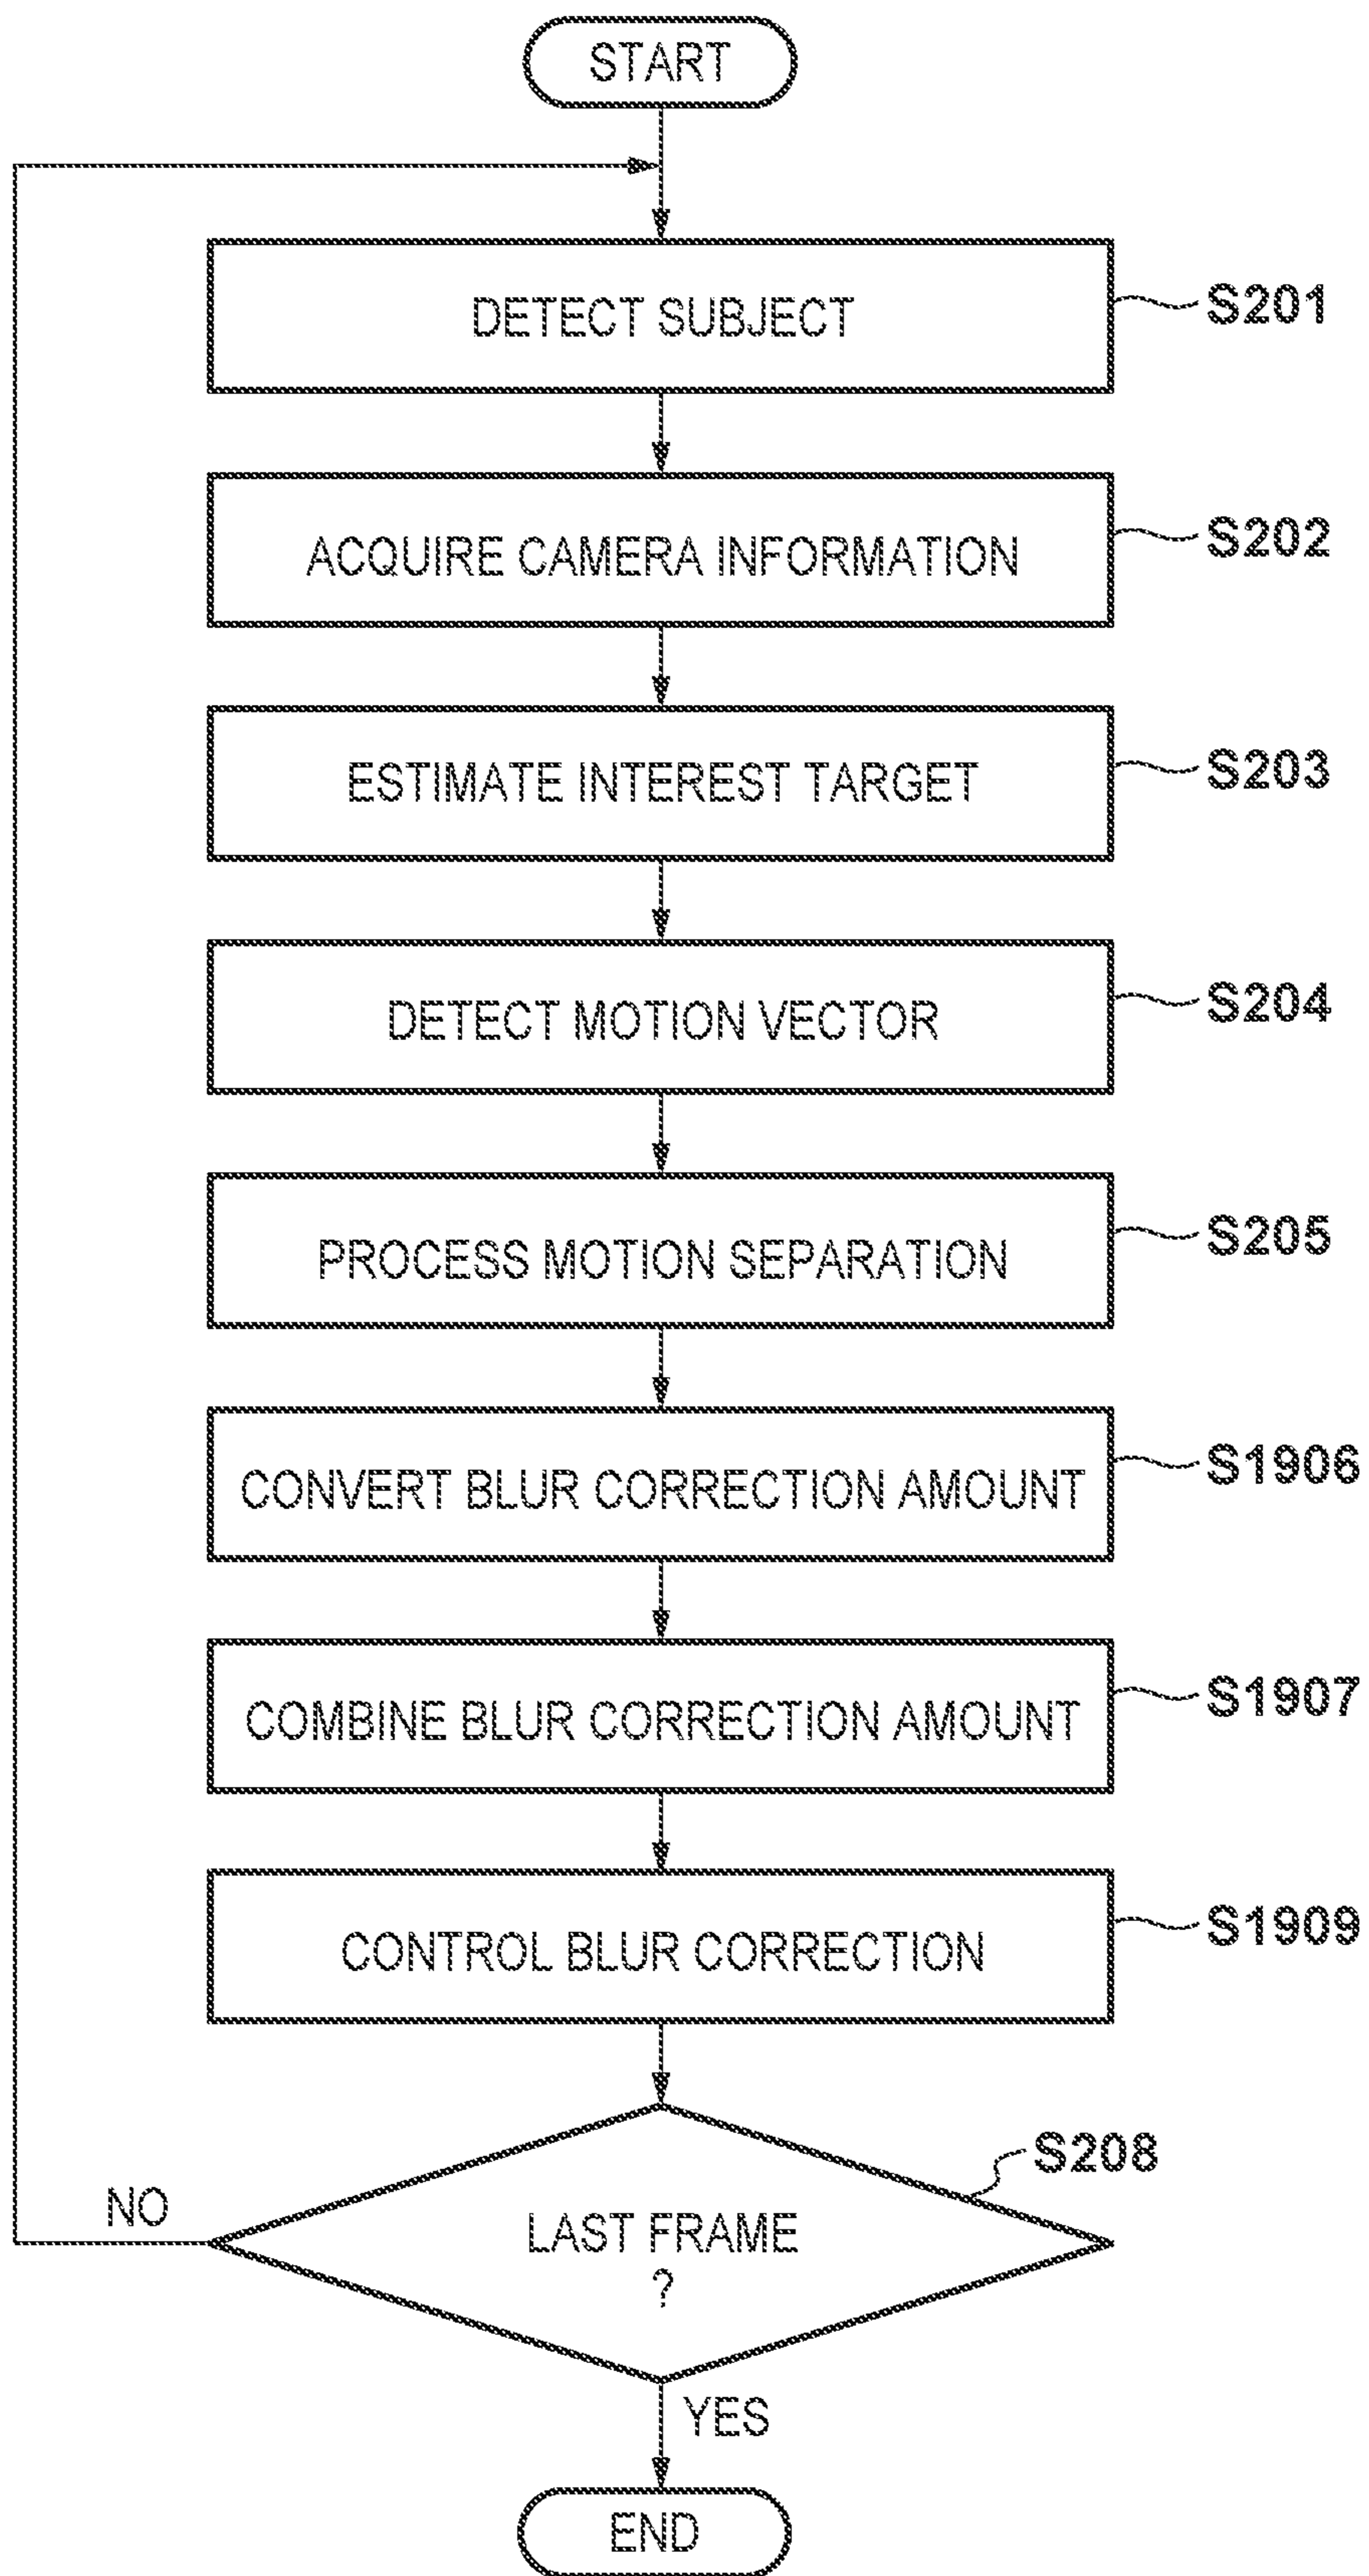 START
DETECT SUBJECT
S201
ACQUIRE CAMERA INFORMATION
S202
ESTIMATE INTEREST TARGET
S203
DETECT MOTION VECTOR
S204
PROCESS MOTION SEPARATION
S205
CONVERT BLUR CORRECTION AMOUNT
S1906
COMBINE BLUR CORRECTION AMOUNT
S1907
CONTROL BLUR CORRECTION
S1909
S208
NO
LAST FRAME
?
YES
END